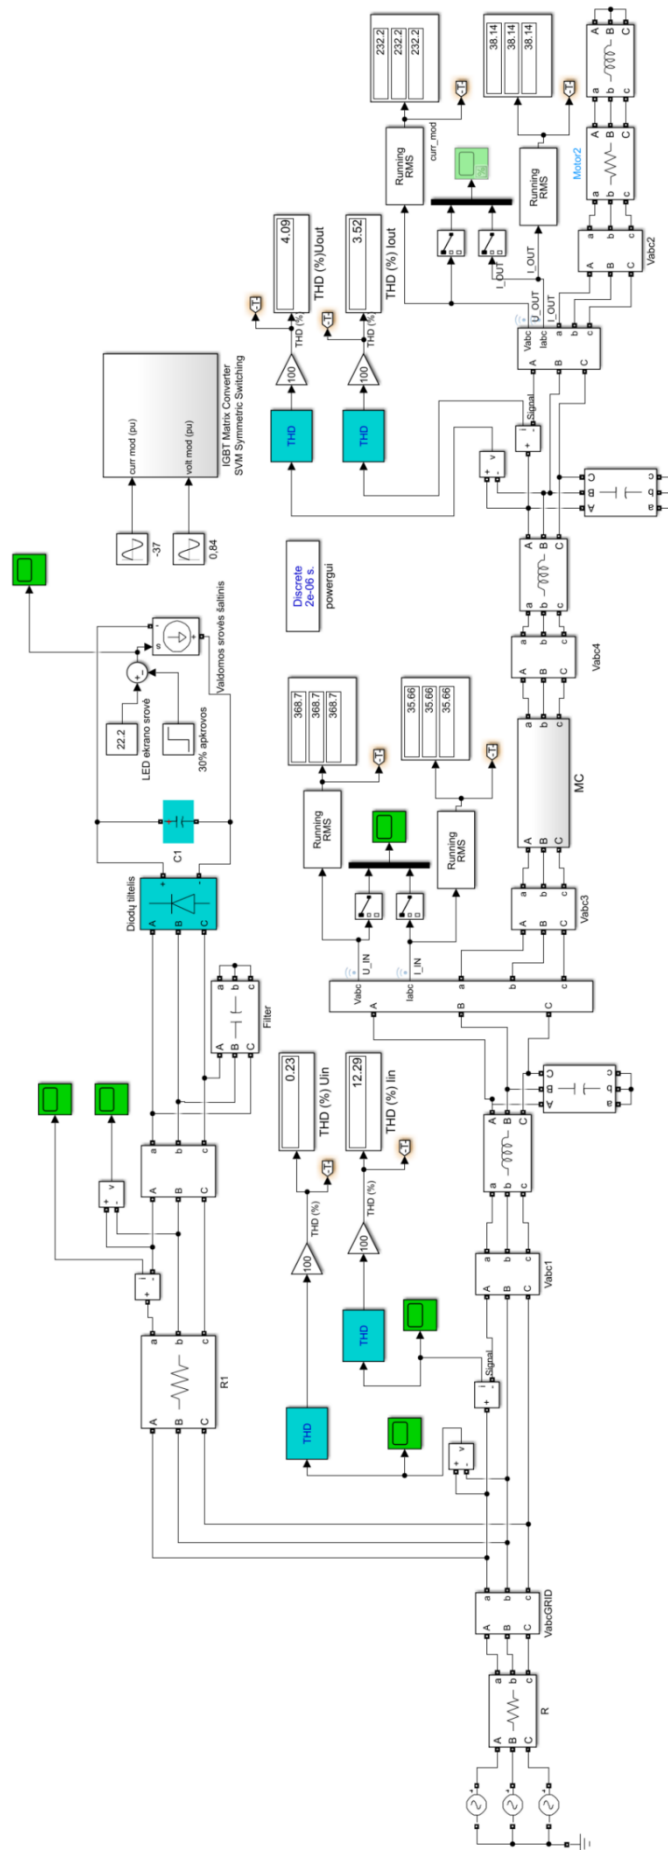 curr mod (pu)
volt mod (pu)
IGBT Matrix Converter
SVM Symmetric Switching
-37
0,84
Discrete
2e-06 s.
powergui
22.2
LED ekrano srovė
30% apkrovos
s
+
-
Valdomos srovės šaltinis
C1
Diodų tiltelis
A
B
C
+
-
Filter
A
B
C
a
b
c
A
B
C
a
b
c
+
-
v
+
-
i
R1
A
B
C
a
b
c
THD
100
THD (%)
-T-
4.09
THD (%)Uout
THD
100
THD (%)
-T-
3.52
THD (%) Iout
Running
RMS
232.2
232.2
232.2
-T-
curr_mod
Running
RMS
38.14
38.14
38.14
-T-
I_OUT
I_OUT
U_OUT
I_OUT
Vabc
Iabc
A
B
C
a
b
c
Signal
+
-
i
+
-
v
Vabc2
A
B
C
a
b
c
Motor2
A
B
C
a
b
c
A
B
C
a
b
c
A
B
C
a
b
c
A
B
C
a
b
c
Vabc4
A
B
C
a
b
c
MC
A
B
C
a
b
c
Vabc3
A
B
C
a
b
c
Running
RMS
368.7
368.7
368.7
-T-
Running
RMS
35.66
35.66
35.66
-T-
U_IN
I_IN
Vabc
Iabc
A
B
C
a
b
c
THD
100
THD (%)
-T-
0.23
THD (%) Uin
THD
100
THD (%)
-T-
12.29
THD (%) Iin
A
B
C
a
b
c
A
B
C
a
b
c
Vabc1
A
B
C
a
b
c
Signal
+
-
i
+
-
v
VabcGRID
A
B
C
a
b
c
R
A
B
C
a
b
c